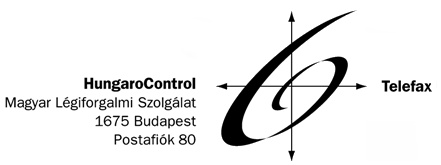 HungaroControl
Magyar Légiforgalmi Szolgálat
1675 Budapest
Postafiók 80
Telefax